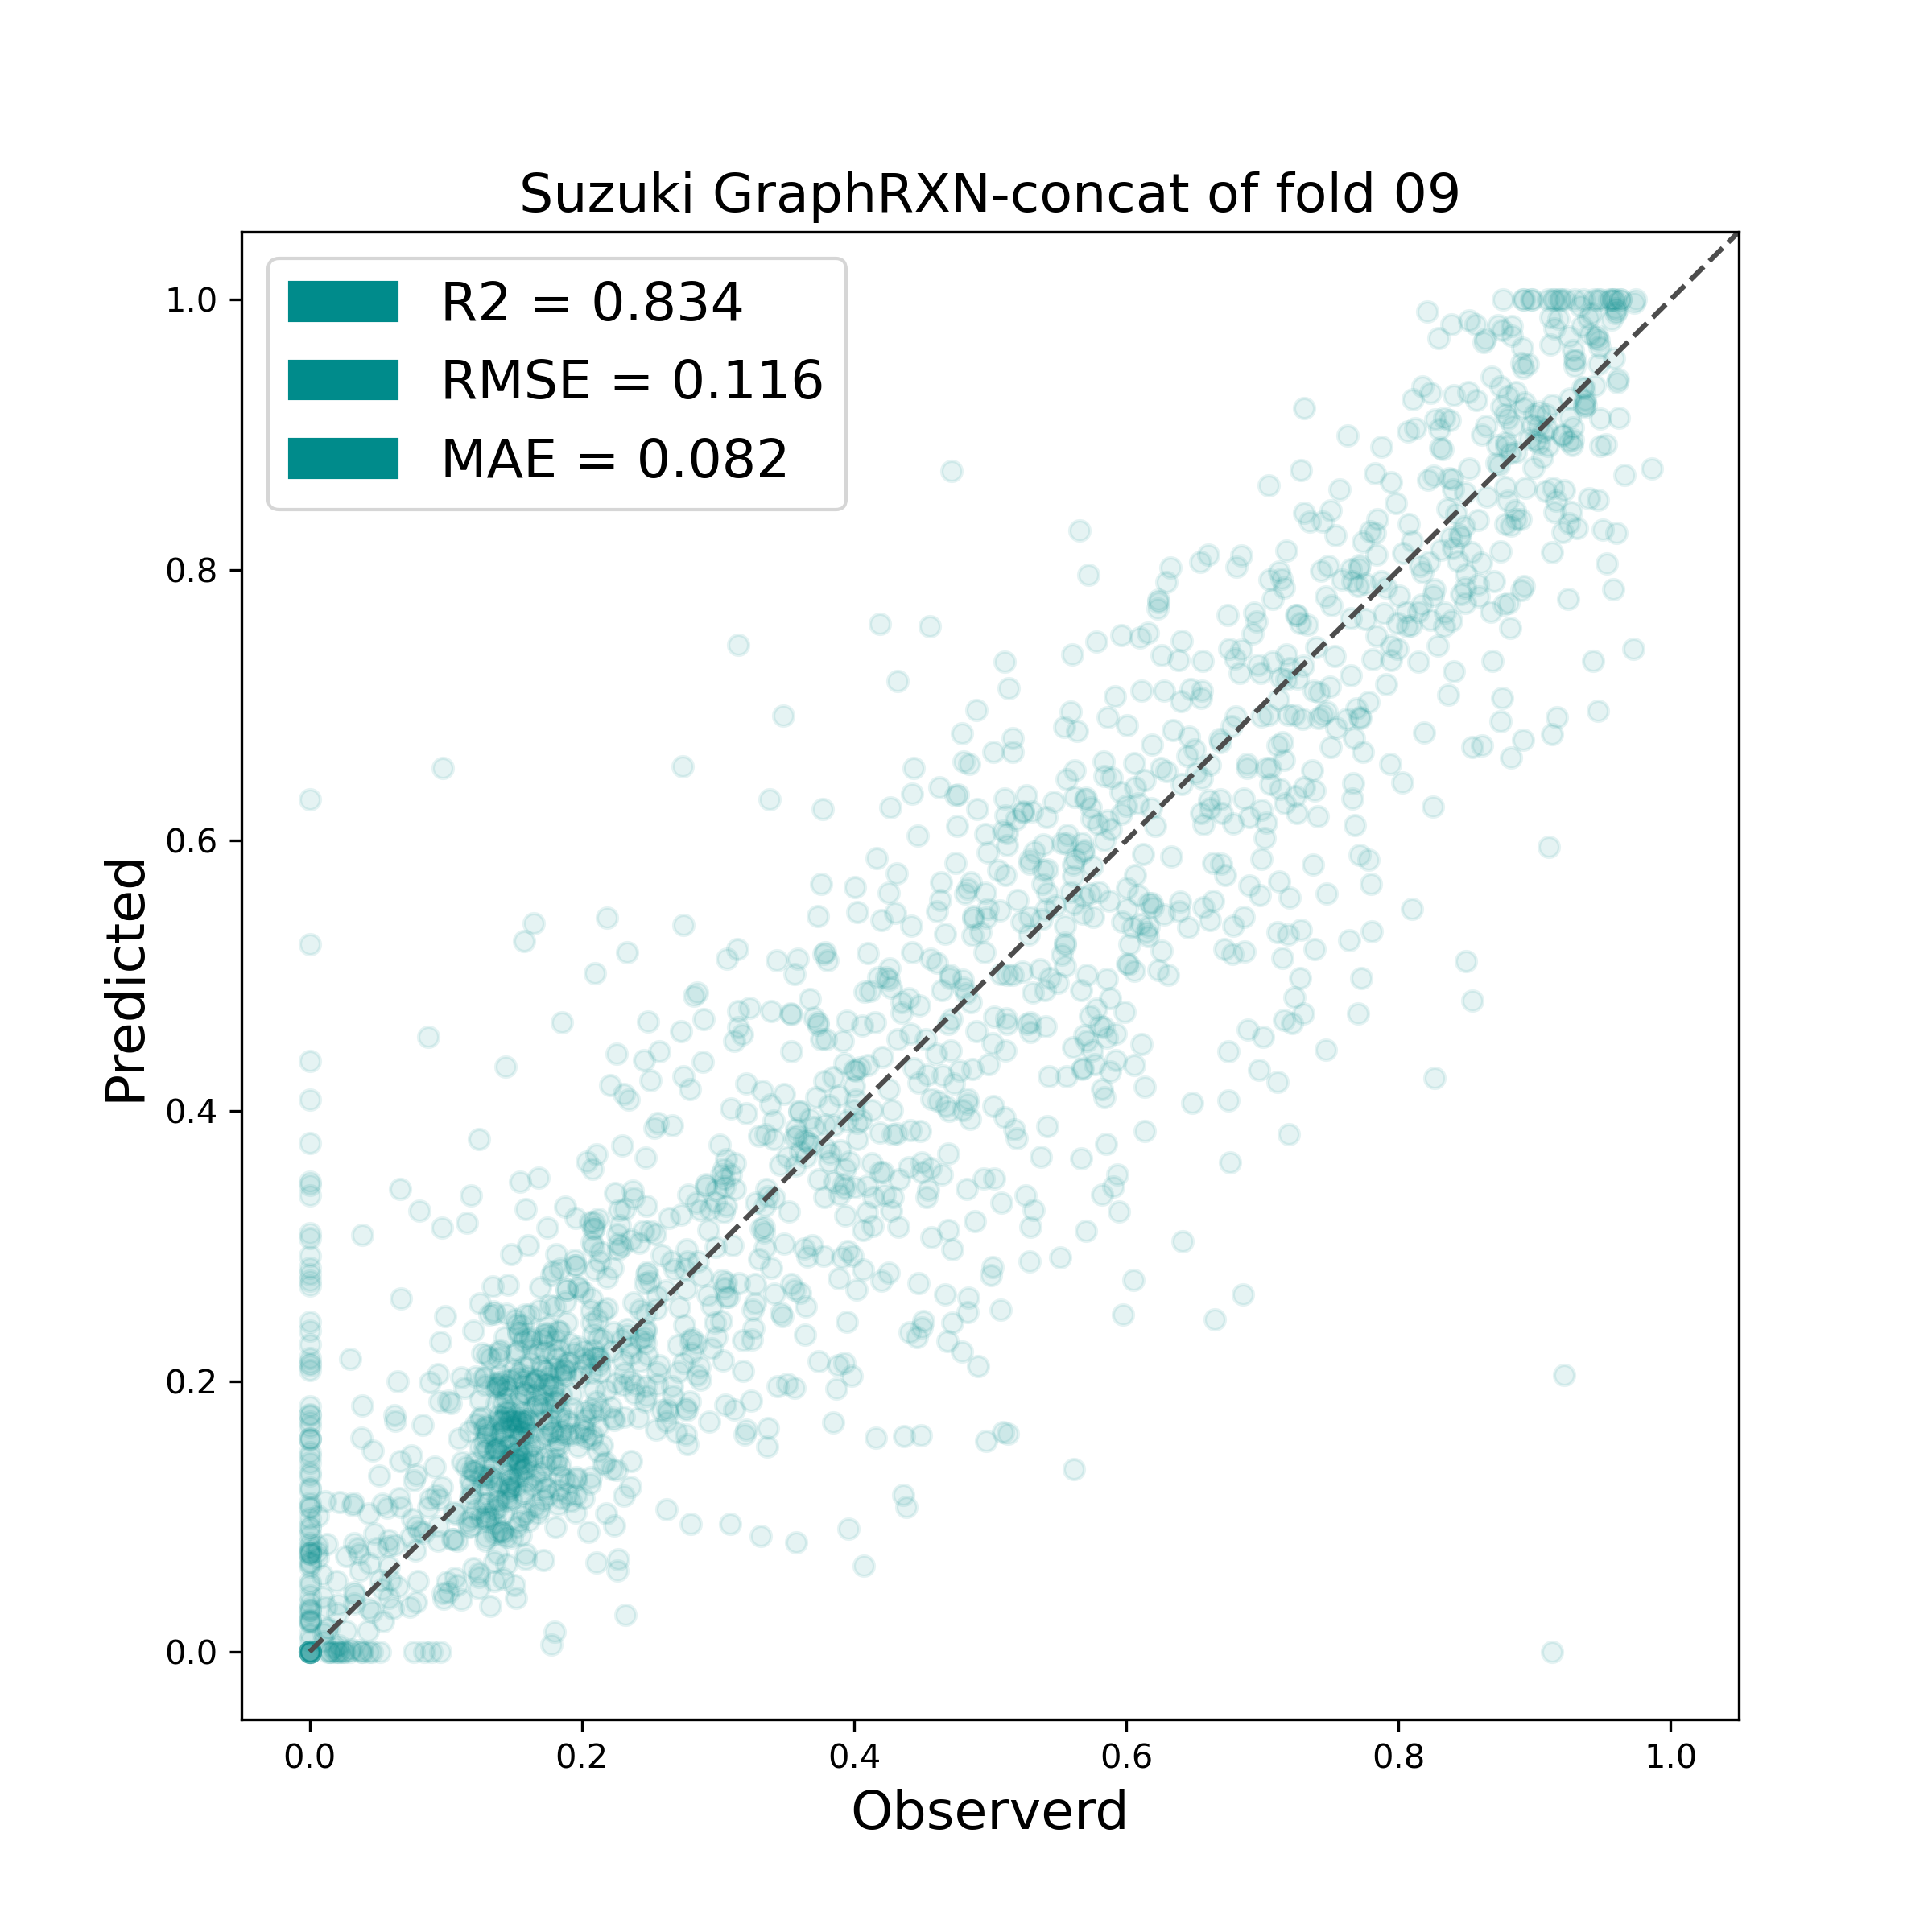 Suzuki GraphRXN-concat of fold 09
R2 = 0.834
RMSE = 0.116
MAE = 0.082
1.0
0.8
0.6
0.4
0.2
0.0
Predicted
0.0 0.2 0.4 0.6 0.8 1.0
Observerd